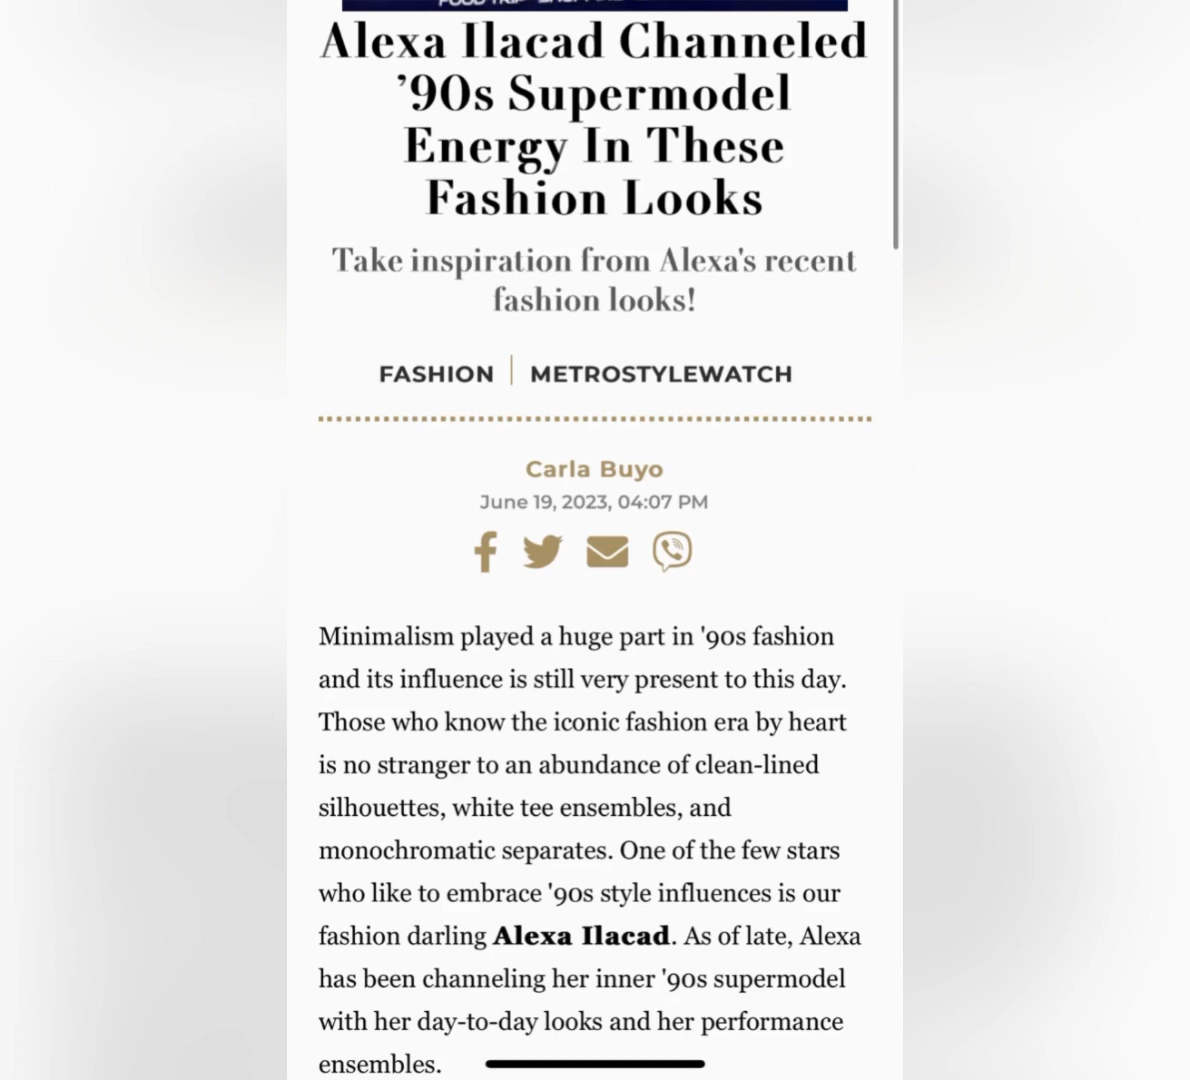 Alexa Ilacad Channeled
’90s Supermodel
Energy In These
Fashion Looks
Take inspiration from Alexa's recent
fashion looks!
FASHION | METROSTYLEWATCH
Carla Buyo
June 19, 2023, 04:07 PM
Minimalism played a huge part in '90s fashion
and its influence is still very present to this day.
Those who know the iconic fashion era by heart
is no stranger to an abundance of clean-lined
silhouettes, white tee ensembles, and
monochromatic separates. One of the few stars
who like to embrace '90s style influences is our
fashion darling Alexa Ilacad. As of late, Alexa
has been channeling her inner '90s supermodel
with her day-to-day looks and her performance
ensembles.